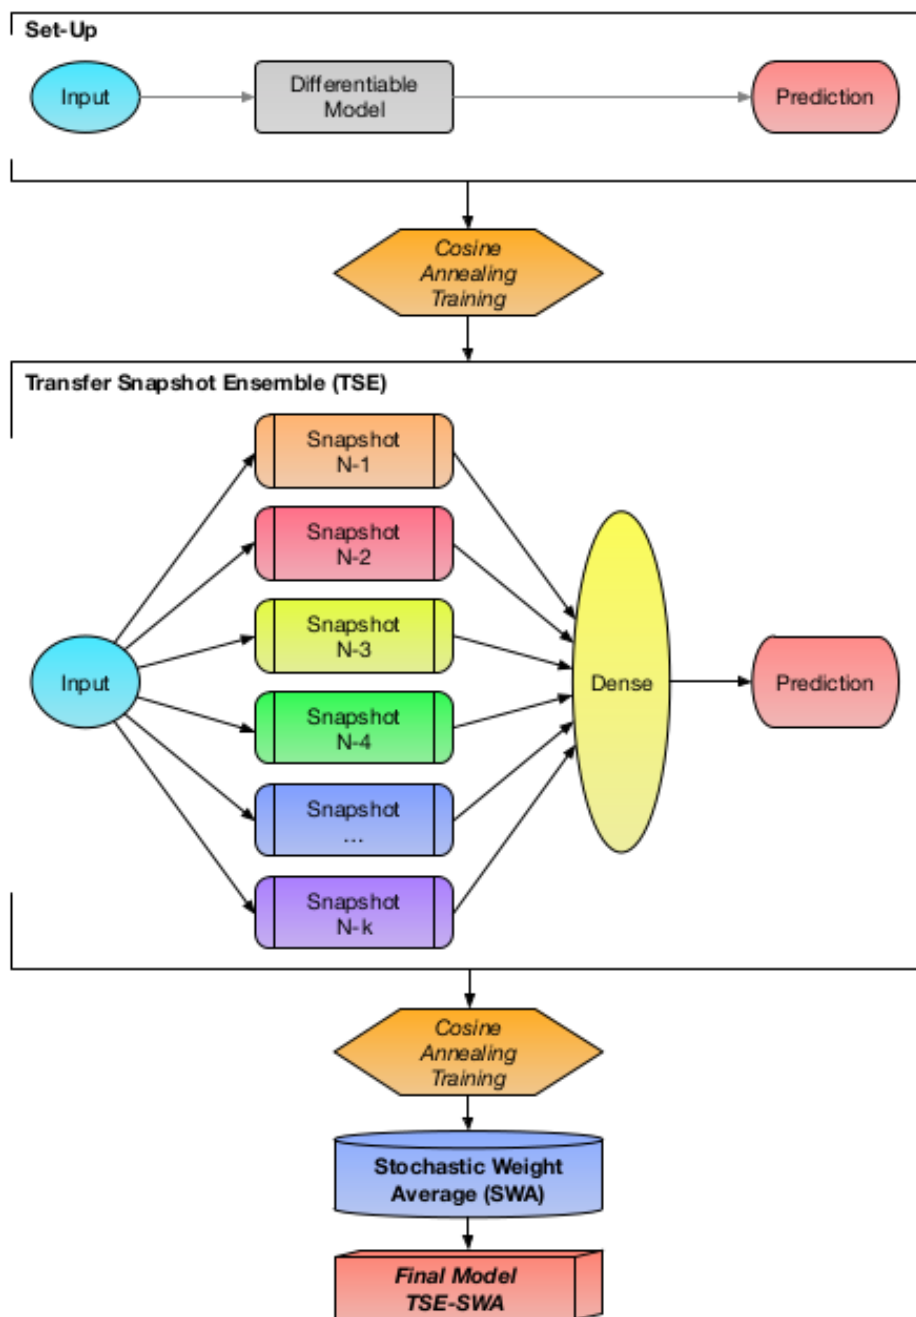 Set-Up
Input
Differentiable
Model
Prediction
Cosine
Annealing
Training
Transfer Snapshot Ensemble (TSE)
Snapshot
N-1
Snapshot
N-2
Snapshot
N-3
Snapshot
N-4
Snapshot
...
Snapshot
N-k
Input
Dense
Prediction
Cosine
Annealing
Training
Stochastic Weight
Average (SWA)
Final Model
TSE-SWA